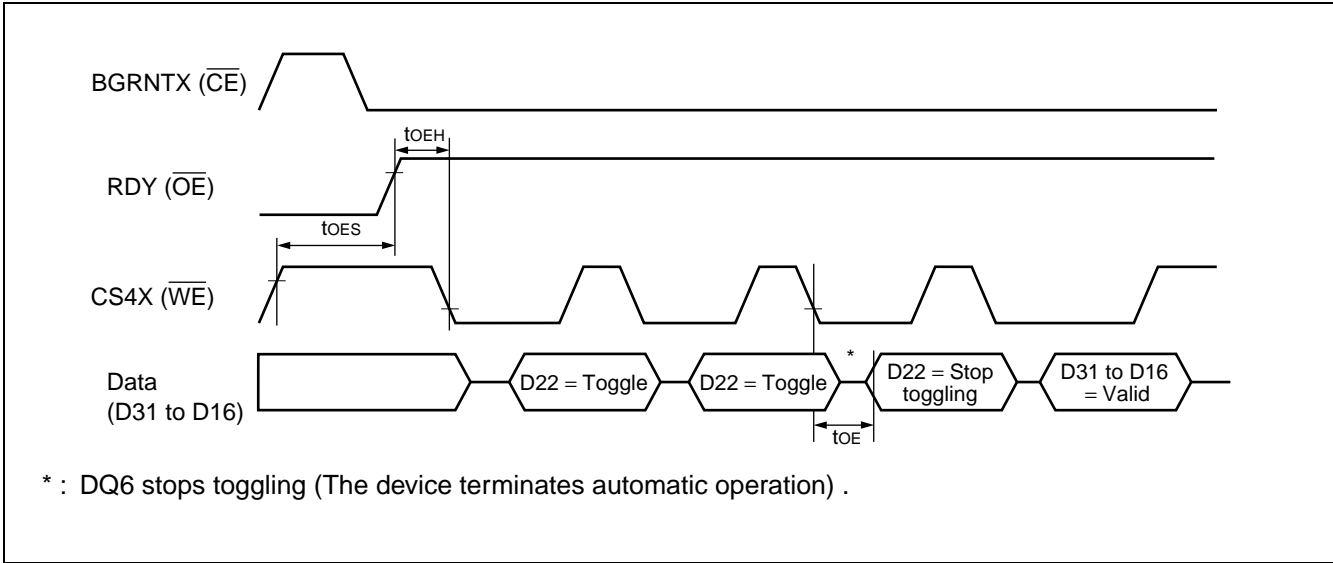 BGRNTX (CE)
tOEH
RDY (OE)
tOES
CS4X (WE)
*
Data
(D31 to D16)
D22 = Toggle
D22 = Toggle
D22 = Stop
toggling
D31 to D16
= Valid
tOE
* : DQ6 stops toggling (The device terminates automatic operation) .